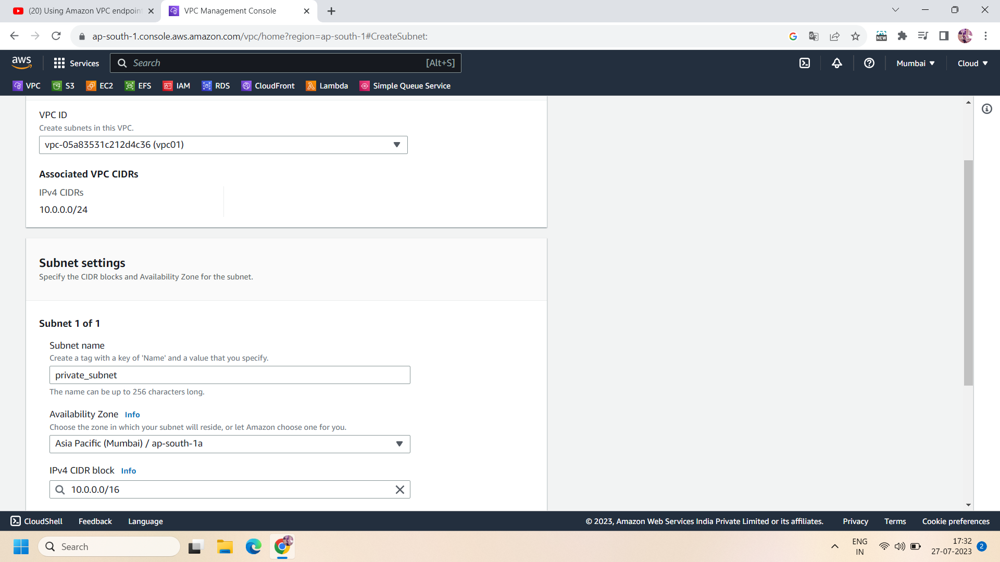 (20) Using Amazon VPC endpoin
VPC Management Console
ap-south-1.console.aws.amazon.com/vpc/home?region=ap-south-1#CreateSubnet:
NEW
aws
Services
Search
[Alt+S]
Mumbai
Cloud
VPC
S3
EC2
EFS
IAM
RDS
CloudFront
Lambda
Simple Queue Service
VPC ID
Create subnets in this VPC.
vpc-05a83531c212d4c36 (vpc01)
Associated VPC CIDRs
IPv4 CIDRs
10.0.0.0/24
Subnet settings
Specify the CIDR blocks and Availability Zone for the subnet.
Subnet 1 of 1
Subnet name
Create a tag with a key of 'Name' and a value that you specify.
private_subnet
The name can be up to 256 characters long.
Availability Zone Info
Choose the zone in which your subnet will reside, or let Amazon choose one for you.
Asia Pacific (Mumbai) / ap-south-1a
IPv4 CIDR block Info
10.0.0.0/16
CloudShell
Feedback
Language
© 2023, Amazon Web Services India Private Limited or its affiliates.
Privacy
Terms
Cookie preferences
Search
ENG
IN
17:32
27-07-2023
2